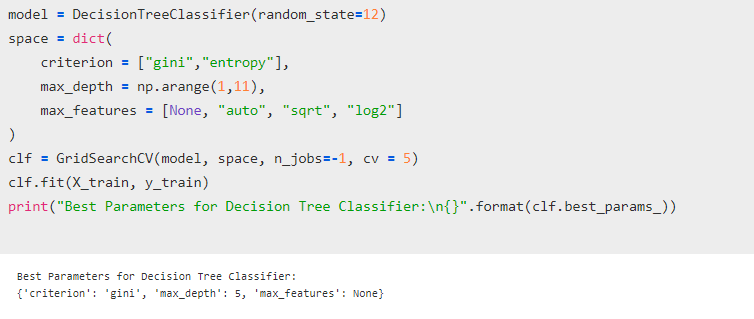 model = DecisionTreeClassifier(random_state=12)
space = dict(
    criterion = ["gini","entropy"],
    max_depth = np.arange(1,11),
    max_features = [None, "auto", "sqrt", "log2"]
)
clf = GridSearchCV(model, space, n_jobs=-1, cv = 5)
clf.fit(X_train, y_train)
print("Best Parameters for Decision Tree Classifier:\n{}".format(clf.best_params_))
Best Parameters for Decision Tree Classifier:
{'criterion': 'gini', 'max_depth': 5, 'max_features': None}